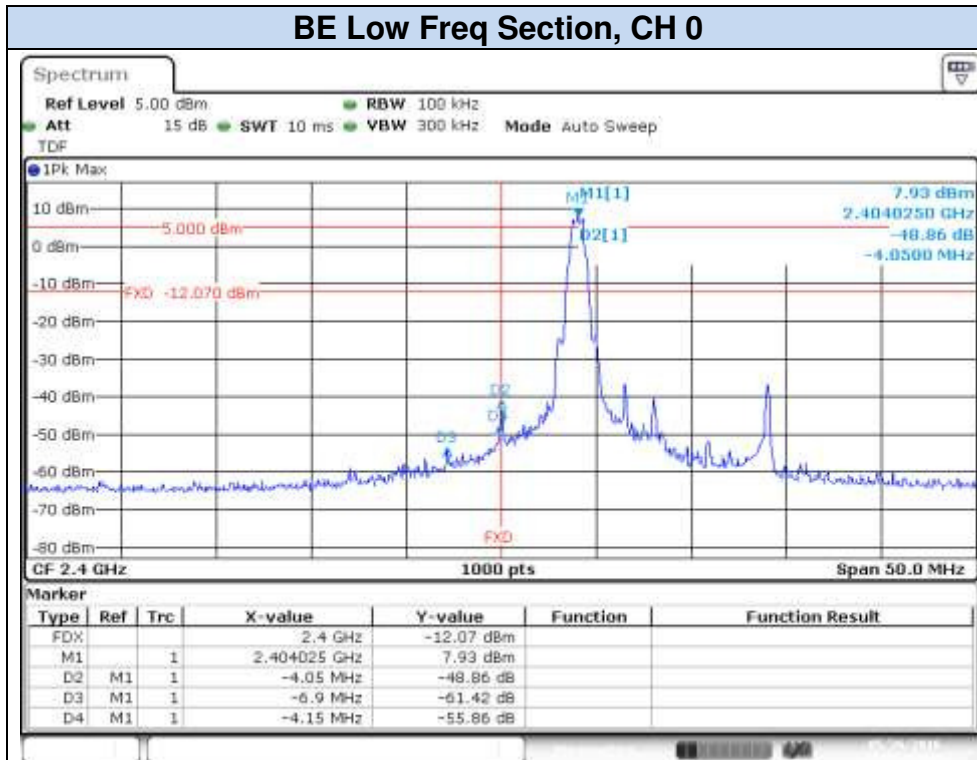 BE Low Freq Section, CH 0
Spectrum
Ref Level 5.00 dBm RBW 100 kHz
Att 15 dB SWT 10 ms VBW 300 kHz Mode Auto Sweep
TDF
1Pk Max
M1[1] 7.93 dBm
2.4040250 GHz
D2[1] -48.86 dB
-4.0500 MHz
10 dBm
5.000 dBm
0 dBm
-10 dBm
FXD -12.070 dBm
-20 dBm
-30 dBm
-40 dBm
D2
-50 dBm
D3
-60 dBm
-70 dBm
FXD
-80 dBm
CF 2.4 GHz 1000 pts Span 50.0 MHz
Marker
Type Ref Trc X-value Y-value Function Function Result
FDX 2.4 GHz -12.07 dBm
M1 1 2.404025 GHz 7.93 dBm
D2 M1 1 -4.05 MHz -48.86 dB
D3 M1 1 -6.9 MHz -61.42 dB
D4 M1 1 -4.15 MHz -55.86 dB